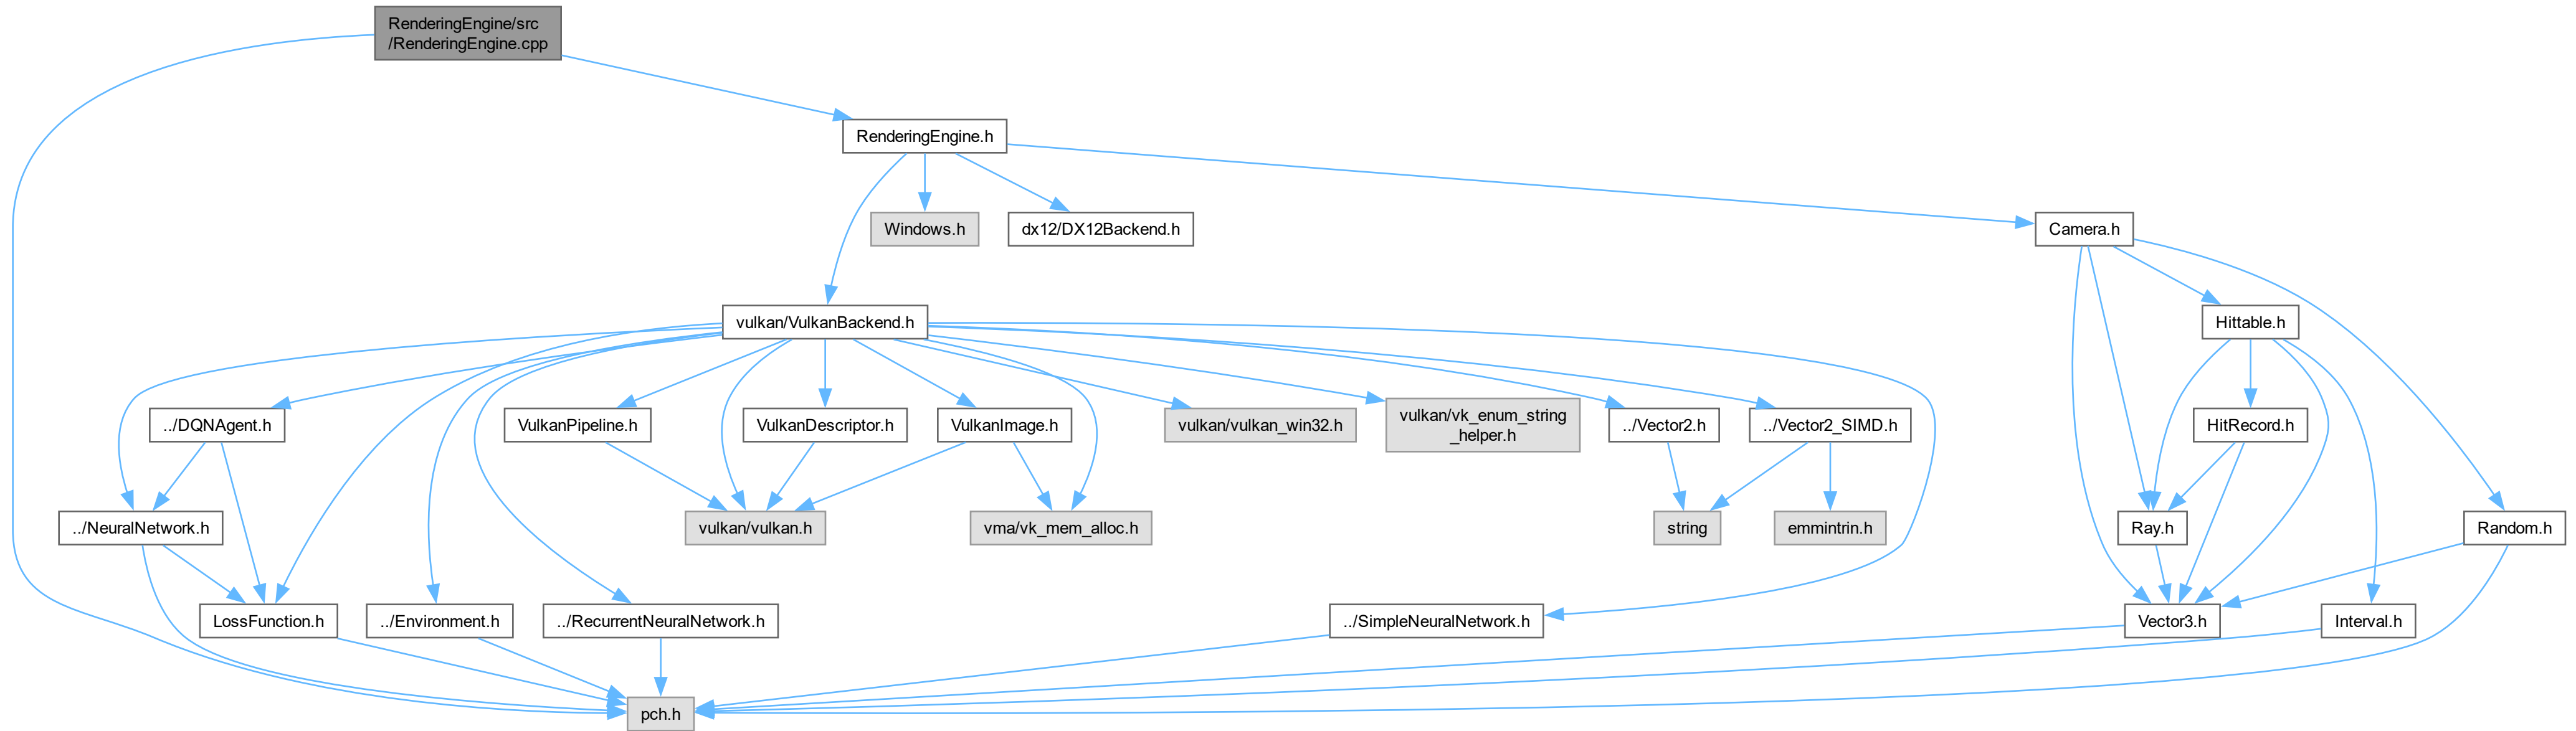 RenderingEngine/src
/RenderingEngine.cpp
RenderingEngine.h
Windows.h
dx12/DX12Backend.h
Camera.h
vulkan/VulkanBackend.h
Hittable.h
../DQNAgent.h
VulkanPipeline.h
VulkanDescriptor.h
VulkanImage.h
vulkan/vulkan_win32.h
vulkan/vk_enum_string
_helper.h
../Vector2.h
../Vector2_SIMD.h
HitRecord.h
../NeuralNetwork.h
vulkan/vulkan.h
vma/vk_mem_alloc.h
string
emmintrin.h
Ray.h
Random.h
LossFunction.h
../Environment.h
../RecurrentNeuralNetwork.h
../SimpleNeuralNetwork.h
Vector3.h
Interval.h
pch.h